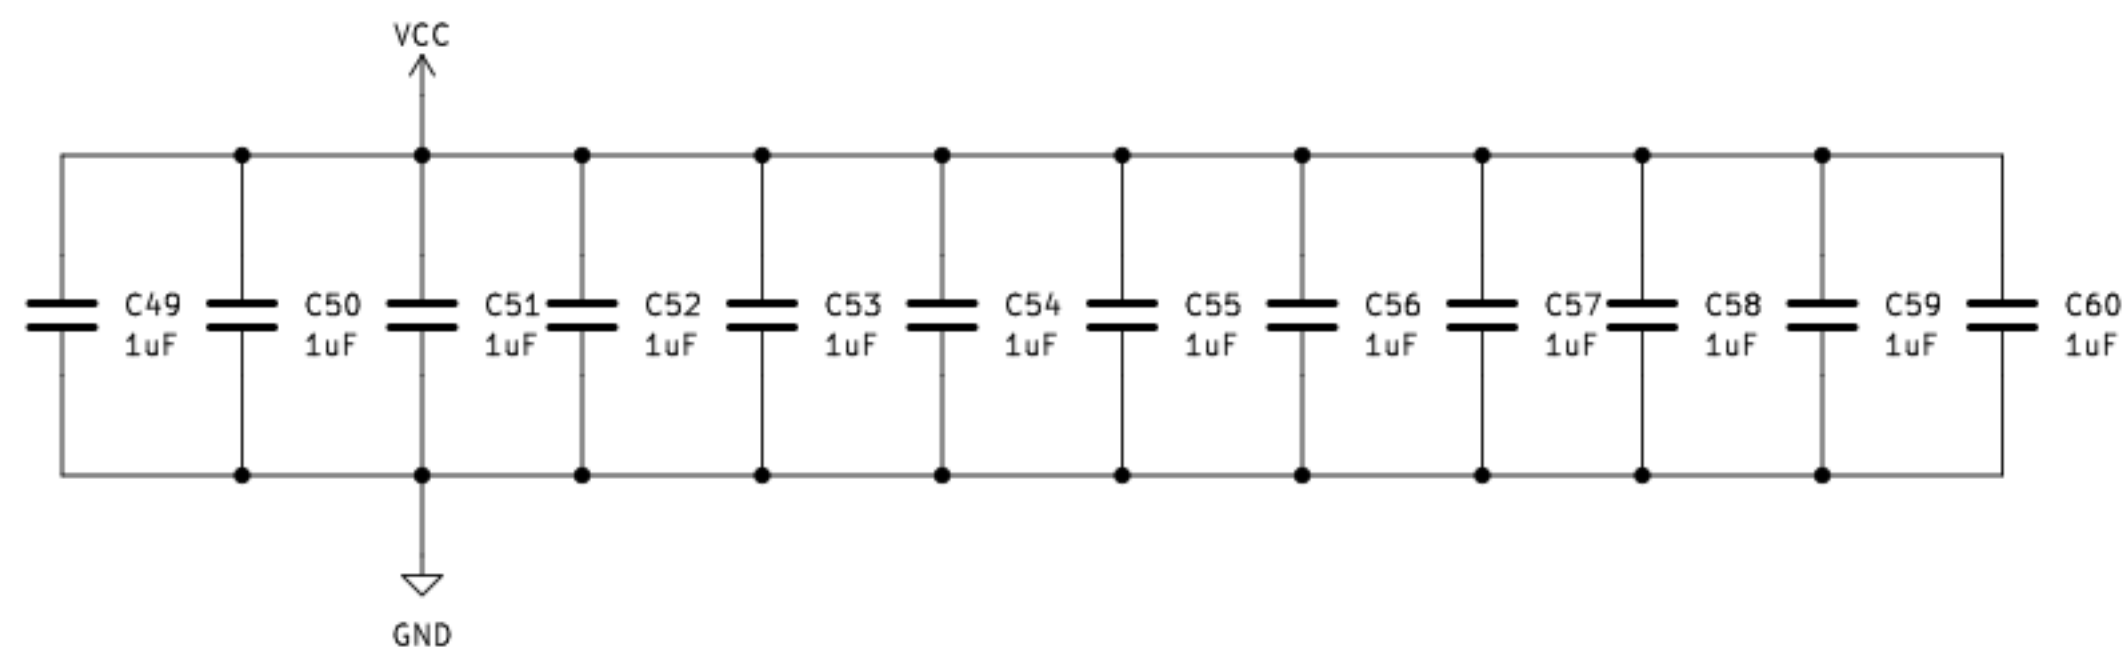 VCC
C49 C50 C51 C52 C53 C54 C55 C56 C57 C58 C59 C60
1uF 1uF 1uF 1uF 1uF 1uF 1uF 1uF 1uF 1uF 1uF 1uF
GND